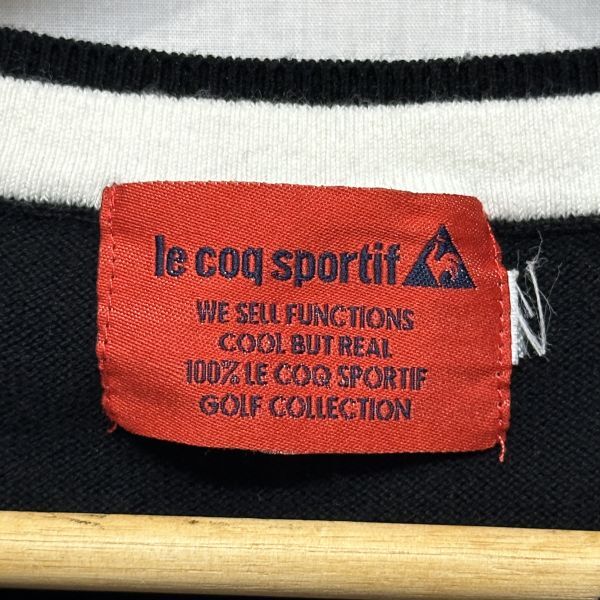 le coq sportif
WE SELL FUNCTIONS
COOL BUT REAL
100% LE COQ SPORTIF
GOLF COLLECTION